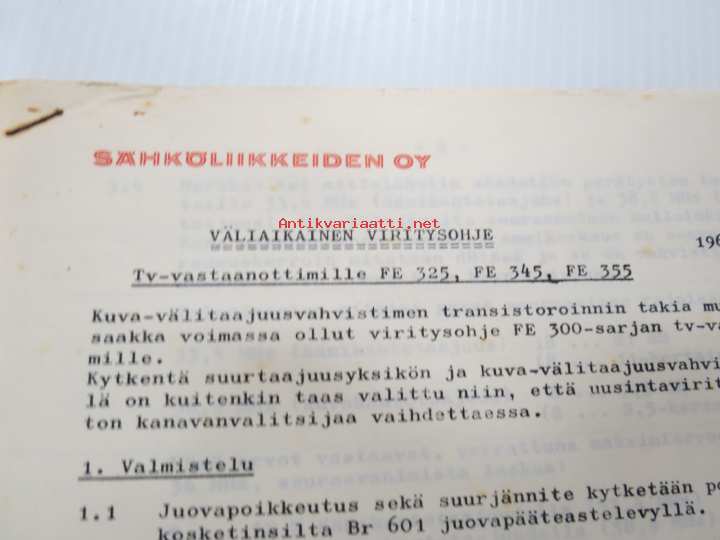 SÄHKÖLIIKKEIDEN OY
Antikvariaatti.net
VÄLIAIKAINEN VIRITYSOHJE
196
Tv-vastaanottimille FE 325, FE 345, FE 355
Kuva-välitaajuusvahvistimen transistoroinnin takia mu
saakka voimassa ollut viritysohje FE 300-sarjan tv-va
mille.
Kytkentä suurtaajuusyksikön ja kuva-välitaajuusvahvi
lä on kuitenkin taas valittu niin, että uusintavirit
ton kanavanvalitsijaa vaihdettaessa.
1. Valmistelu
1.1 Juovapoikkeutus sekä suurjännite kytketään po
kosketinsilta Br 601 juovapääteastelevyllä.